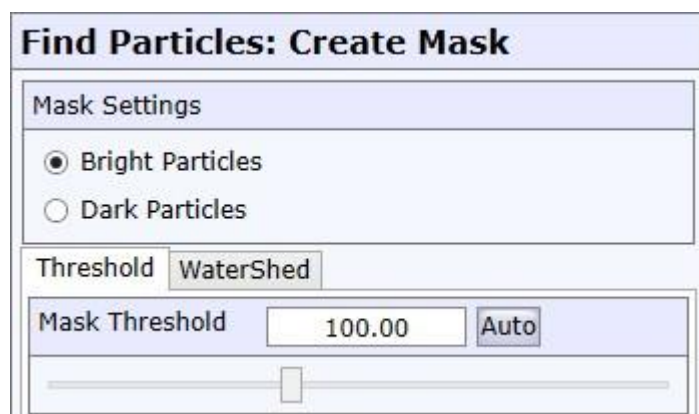 Find Particles: Create Mask
Mask Settings
Bright Particles
Dark Particles
Threshold WaterShed
Mask Threshold 100.00 Auto